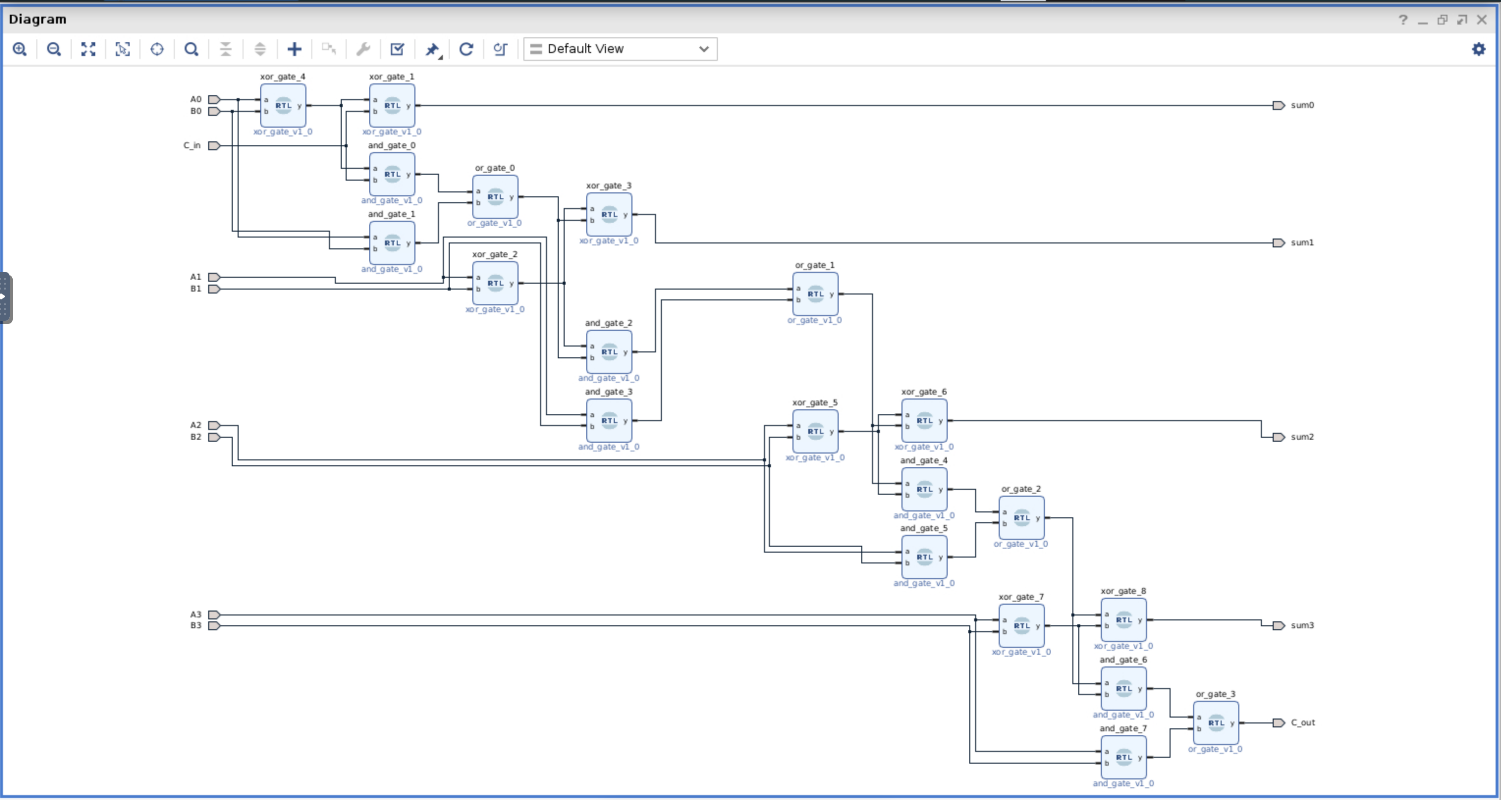 Diagram
Default View
xor_gate_4
a
b
RTL
y
xor_gate_v1_0
xor_gate_1
a
b
RTL
y
xor_gate_v1_0
A0
B0
C_in
sum0
and_gate_0
a
b
RTL
y
and_gate_v1_0
or_gate_0
a
b
RTL
y
or_gate_v1_0
and_gate_1
a
b
RTL
y
and_gate_v1_0
xor_gate_3
a
b
RTL
y
xor_gate_v1_0
sum1
A1
B1
xor_gate_2
a
b
RTL
y
xor_gate_v1_0
or_gate_1
a
b
RTL
y
or_gate_v1_0
and_gate_2
a
b
RTL
y
and_gate_v1_0
and_gate_3
a
b
RTL
y
and_gate_v1_0
A2
B2
xor_gate_5
a
b
RTL
y
xor_gate_v1_0
xor_gate_6
a
b
RTL
y
xor_gate_v1_0
sum2
and_gate_4
a
b
RTL
y
and_gate_v1_0
or_gate_2
a
b
RTL
y
or_gate_v1_0
and_gate_5
a
b
RTL
y
and_gate_v1_0
A3
B3
xor_gate_7
a
b
RTL
y
xor_gate_v1_0
xor_gate_8
a
b
RTL
y
xor_gate_v1_0
sum3
and_gate_6
a
b
RTL
y
and_gate_v1_0
or_gate_3
a
b
RTL
y
or_gate_v1_0
C_out
and_gate_7
a
b
RTL
y
and_gate_v1_0